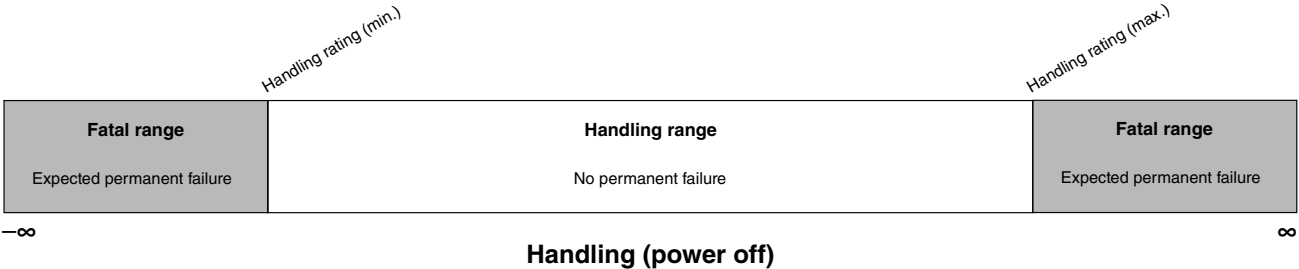 Handling rating (min.)
Handling rating (max.)
Fatal range
Expected permanent failure
Handling range
No permanent failure
Fatal range
Expected permanent failure
−∞
∞
Handling (power off)